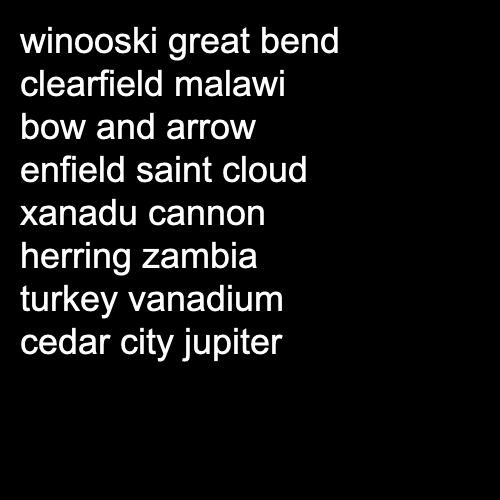 winooski great bend
clearfield malawi
bow and arrow
enfield saint cloud
xanadu cannon
herring zambia
turkey vanadium
cedar city jupiter